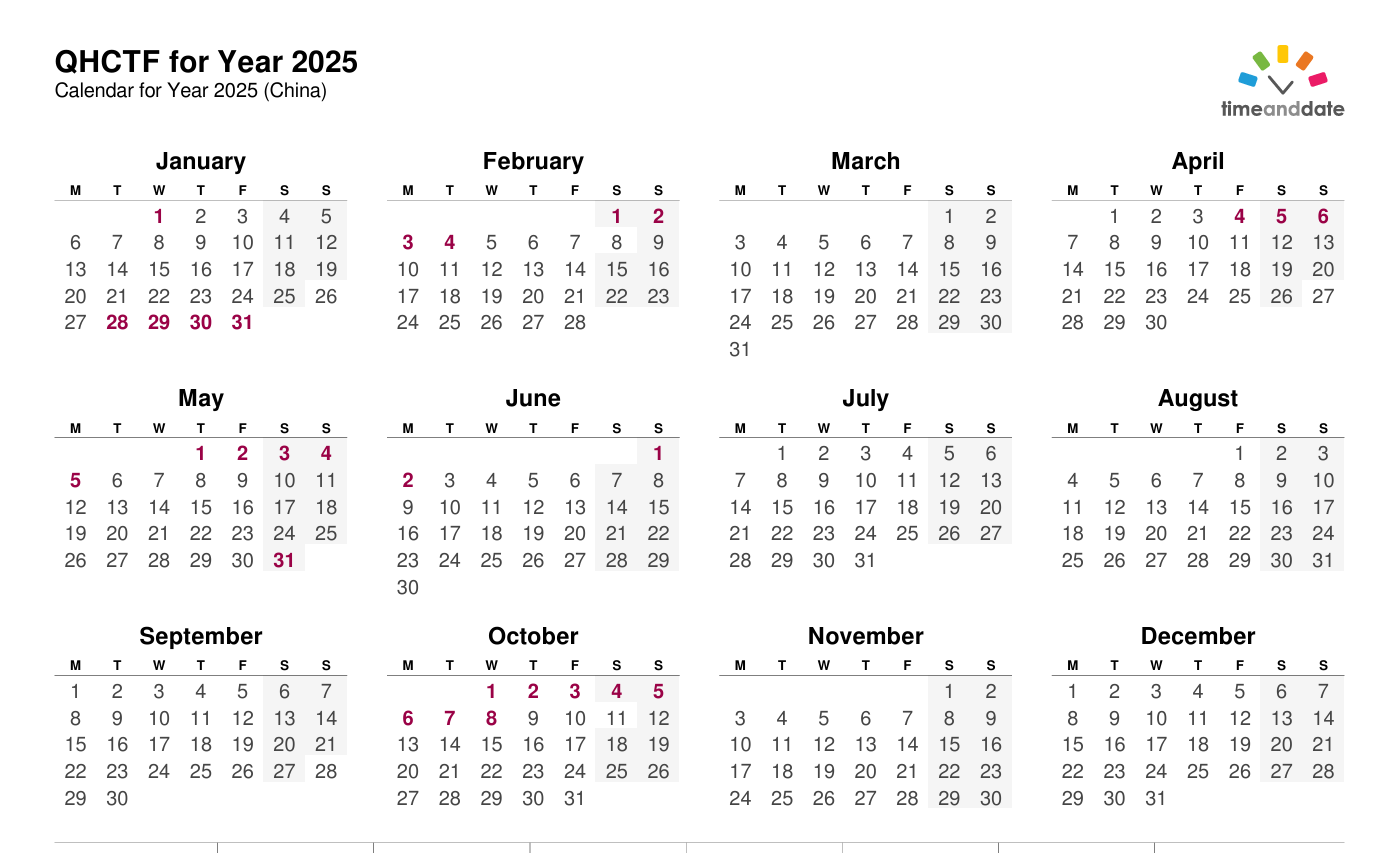 QHCTF for Year 2025
Calendar for Year 2025 (China)
timeanddate
January February March April
M T W T F S S M T W T F S S M T W T F S S M T W T F S S
1 2 3 4 5 1 2 1 2 1 2 3 4 5 6
6 7 8 9 10 11 12 3 4 5 6 7 8 9 3 4 5 6 7 8 9 7 8 9 10 11 12 13
13 14 15 16 17 18 19 10 11 12 13 14 15 16 10 11 12 13 14 15 16 14 15 16 17 18 19 20
20 21 22 23 24 25 26 17 18 19 20 21 22 23 17 18 19 20 21 22 23 21 22 23 24 25 26 27
27 28 29 30 31 24 25 26 27 28 24 25 26 27 28 29 30 28 29 30
31
May June July August
M T W T F S S M T W T F S S M T W T F S S M T W T F S S
1 2 3 4 1 1 2 3 4 5 6 1 2 3
5 6 7 8 9 10 11 2 3 4 5 6 7 8 7 8 9 10 11 12 13 4 5 6 7 8 9 10
12 13 14 15 16 17 18 9 10 11 12 13 14 15 14 15 16 17 18 19 20 11 12 13 14 15 16 17
19 20 21 22 23 24 25 16 17 18 19 20 21 22 21 22 23 24 25 26 27 18 19 20 21 22 23 24
26 27 28 29 30 31 23 24 25 26 27 28 29 28 29 30 31 25 26 27 28 29 30 31
30
September October November December
M T W T F S S M T W T F S S M T W T F S S M T W T F S S
1 2 3 4 5 6 7 1 2 3 4 5 1 2 1 2 3 4 5 6 7
8 9 10 11 12 13 14 6 7 8 9 10 11 12 3 4 5 6 7 8 9 8 9 10 11 12 13 14
15 16 17 18 19 20 21 13 14 15 16 17 18 19 10 11 12 13 14 15 16 15 16 17 18 19 20 21
22 23 24 25 26 27 28 20 21 22 23 24 25 26 17 18 19 20 21 22 23 22 23 24 25 26 27 28
29 30 27 28 29 30 31 24 25 26 27 28 29 30 29 30 31